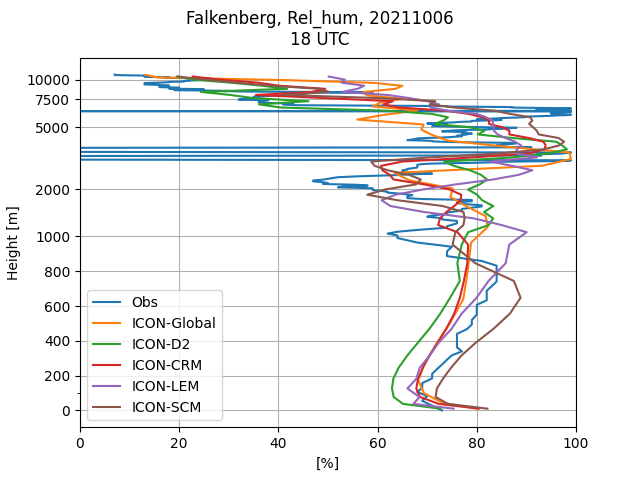 Falkenberg, Rel_hum, 20211006
18 UTC
Height [m]
10000
7500
5000
2000
1000
800
600
400
200
0
Obs
ICON-Global
ICON-D2
ICON-CRM
ICON-LEM
ICON-SCM
0 20 40 60 80 100
[%]